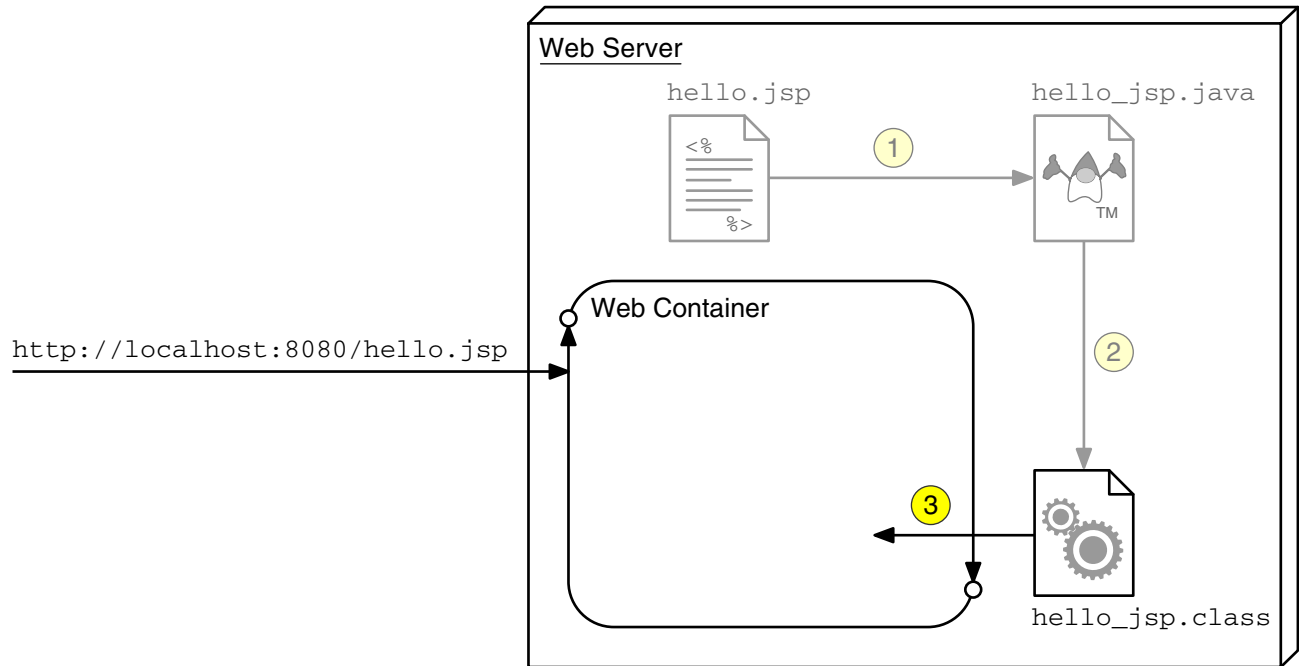 Web Server
hello.jsp
hello_jsp.java
<%
%>
1
TM
Web Container
http://localhost:8080/hello.jsp
2
3
hello_jsp.class